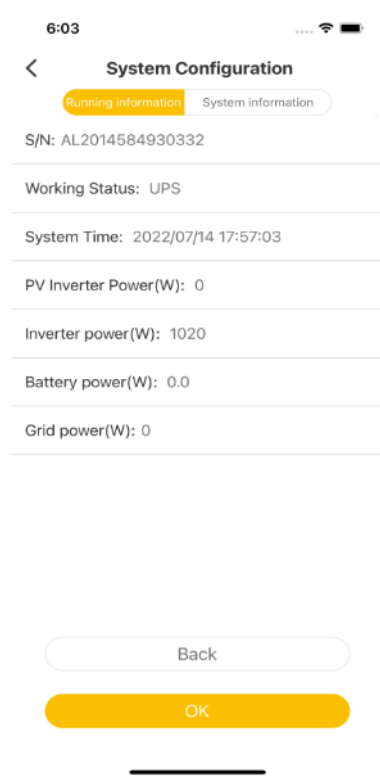 6:03
System Configuration
Running information System information
S/N: AL2014584930332
Working Status: UPS
System Time: 2022/07/14 17:57:03
PV Inverter Power(W): 0
Inverter power(W): 1020
Battery power(W): 0.0
Grid power(W): 0
Back
OK